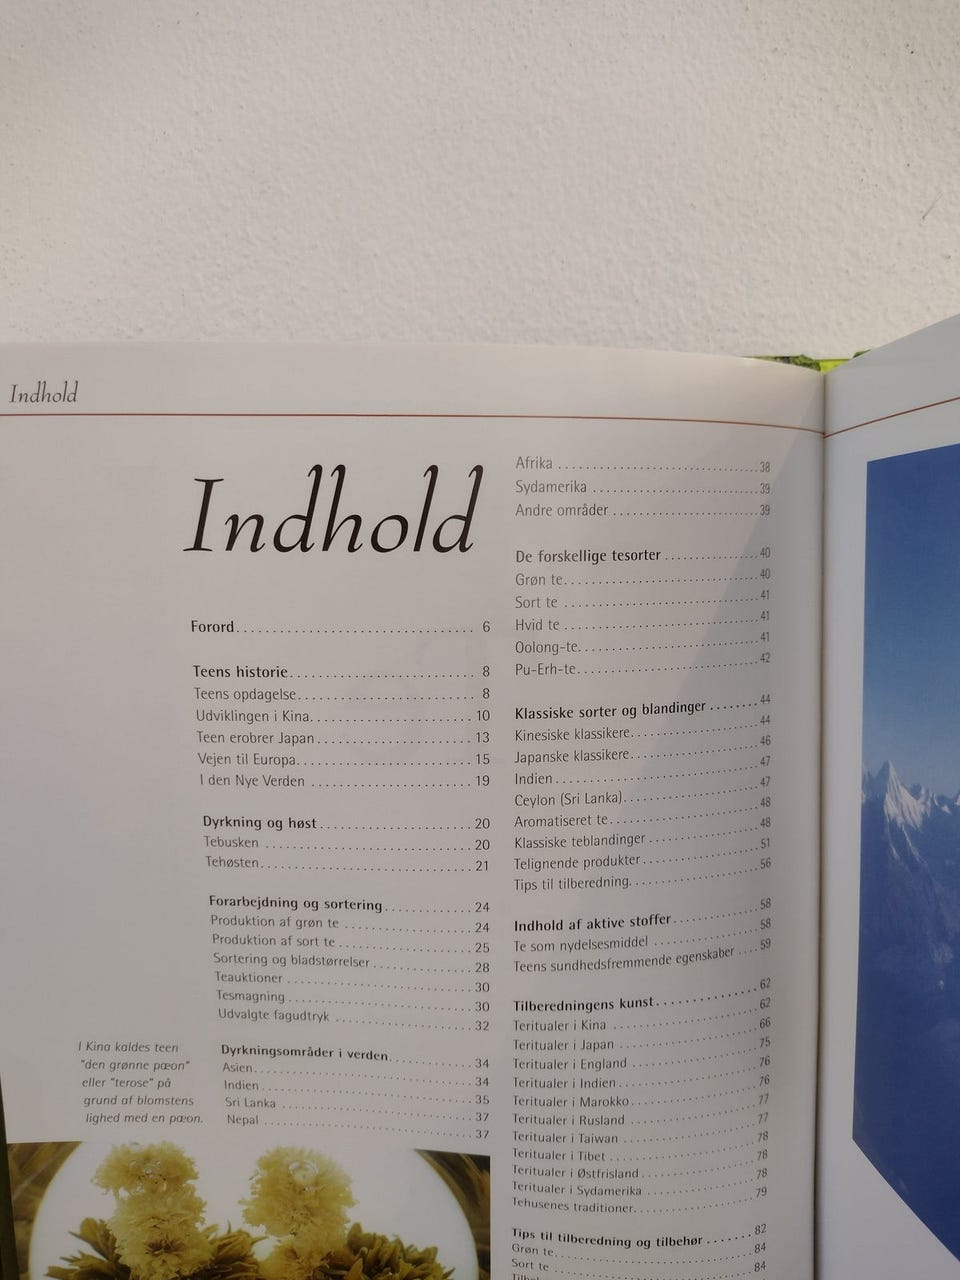 Indhold
Indhold
Forord 6
Teens historie 8
Teens opdagelse 8
Udviklingen i Kina 10
Teen erobrer Japan 13
Vejen til Europa 15
I den Nye Verden 19
Dyrkning og høst 20
Tebusken 20
Tehøsten 21
Forarbejdning og sortering 24
Produktion af grøn te 24
Produktion af sort te 25
Sortering og bladstørrelser 28
Teauktioner 30
Tesmagning 30
Udvalgte fagudtryk 32
Dyrkningsområder i verden 34
Asien 34
Indien 35
Sri Lanka 37
Nepal 37
I Kina kaldes teen
"den grønne pæon"
eller "terose" på
grund af blomstens
lighed med en pæon.
Afrika 38
Sydamerika 39
Andre områder 39
De forskellige tesorter 40
Grøn te 40
Sort te 41
Hvid te 41
Oolong-te 41
Pu-Erh-te 42
Klassiske sorter og blandinger 44
Kinesiske klassikere 44
Japanske klassikere 46
Indien 47
Ceylon (Sri Lanka) 47
Aromatiseret te 48
Klassiske teblandinger 48
Telignende produkter 51
Tips til tilberedning 56
Indhold af aktive stoffer 58
Te som nydelsesmiddel 58
Teens sundhedsfremmende egenskaber 59
Tilberedningens kunst 62
Teritualer i Kina 62
Teritualer i Japan 66
Teritualer i England 75
Teritualer i Indien 76
Teritualer i Marokko 76
Teritualer i Rusland 77
Teritualer i Taiwan 77
Teritualer i Tibet 78
Teritualer i Østfrisland 78
Teritualer i Sydamerika 78
Tehusenes traditioner 79
Tips til tilberedning og tilbehør 82
Grøn te 84
Sort te 84